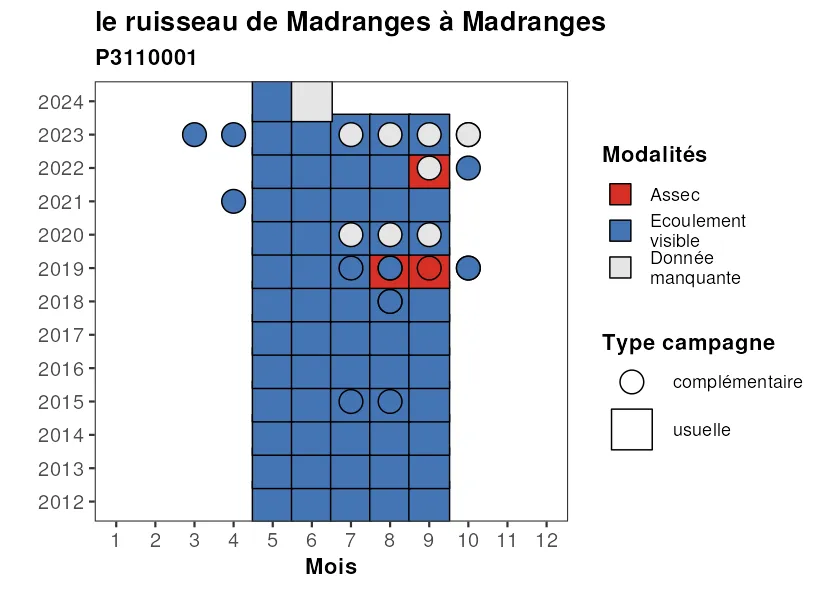 le ruisseau de Madranges à Madranges
P3110001
2024
2023
2022
2021
2020
2019
2018
2017
2016
2015
2014
2013
2012
1 2 3 4 5 6 7 8 9 10 11 12
Mois
Modalités
Assec
Ecoulement
visible
Donnée
manquante
Type campagne
complémentaire
usuelle